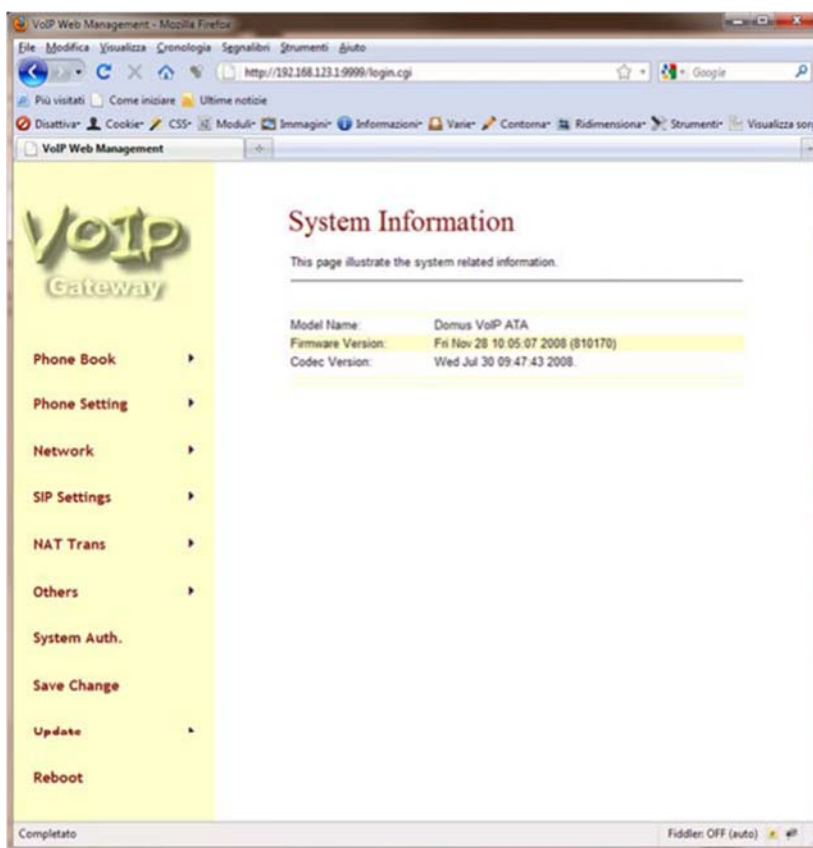 VoIP Web Management - Mozilla Firefox
File Modifica Visualizza Cronologia Segnalibri Strumenti Aiuto
http://192.168.123.1:9999/login.cgi
Google
Più visitati Come iniziare Ultime notizie
Disattiva Cookie CSS Moduli Immagini Informazioni Varie Contorna Ridimensiona Strumenti Visualizza sor
VoIP Web Management
VoIP
Gateway
System Information
This page illustrate the system related information.
Model Name: Domus VoIP ATA
Firmware Version: Fri Nov 28 10:05:07 2008 (810170)
Codec Version: Wed Jul 30 09:47:43 2008.
Phone Book
Phone Setting
Network
SIP Settings
NAT Trans
Others
System Auth.
Save Change
Update
Reboot
Completato
Fiddler: OFF (auto)